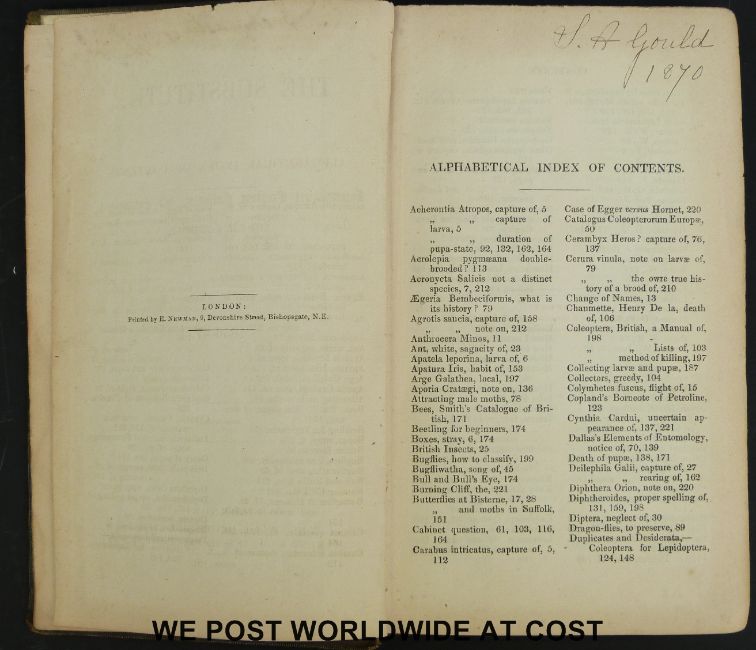 LONDON:
Printed by E. NEWMAN, 9, Devonshire Street, Bishopsgate, N.E.
S. A Gould
1870
ALPHABETICAL INDEX OF CONTENTS.
Acherontia Atropos, capture of, 5
„ „ capture of
larva, 5
„ „ duration of
pupa-state, 92, 132, 162, 164
Acrolepia pygmæana double-
brooded? 113
Acronycta Salicis not a distinct
species, 7, 212
Ægeria Bembeciformis, what is
its history? 79
Agrotis saucia, capture of, 158
„ „ note on, 212
Anthrocera Minos, 11
Ant, white, sagacity of, 23
Apatela leporina, larva of, 6
Apatura Iris, habit of, 153
Arge Galathea, local, 197
Aporia Cratægi, note on, 136
Attracting male moths, 78
Bees, Smith's Catalogue of Bri-
tish, 171
Beetling for beginners, 174
Boxes, stray, 6, 174
British Insects, 25
Bugflies, how to classify, 199
Bugfliwatha, song of, 45
Bull and Bull's Eye, 174
Burning Cliff, the, 221
Butterflies at Bisterne, 17, 28
„ and moths in Suffolk,
151
Cabinet question, 61, 103, 116,
164
Carabus intricatus, capture of, 5,
112
Case of Egger versus Hornet, 220
Catalogus Coleopterorum Europæ,
50
Cerambyx Heros? capture of, 76,
137
Cerura vinula, note on larvæ of,
79
„ „ the owre true his-
tory of a brood of, 210
Change of Names, 13
Chanmette, Henry De la, death
of, 106
Coleoptera, British, a Manual of,
198
„ „ Lists of, 103
„ method of killing, 197
Collecting larvæ and pupæ, 187
Collectors, greedy, 104
Colymbetes fuscus, flight of, 15
Copland's Borneote of Petroline,
123
Cynthia Cardui, uncertain ap-
pearance of, 137, 221
Dallas's Elements of Entomology,
notice of, 70, 139
Death of pupæ, 138, 171
Deilephila Galii, capture of, 27
„ „ rearing of, 162
Diphthera Orion, note on, 220
Diphtheroides, proper spelling of,
131, 159, 198
Diptera, neglect of, 30
Dragon-flies, to preserve, 89
Duplicates and Desiderata,—
Coleoptera for Lepidoptera,
124, 148
WE POST WORLDWIDE AT COST